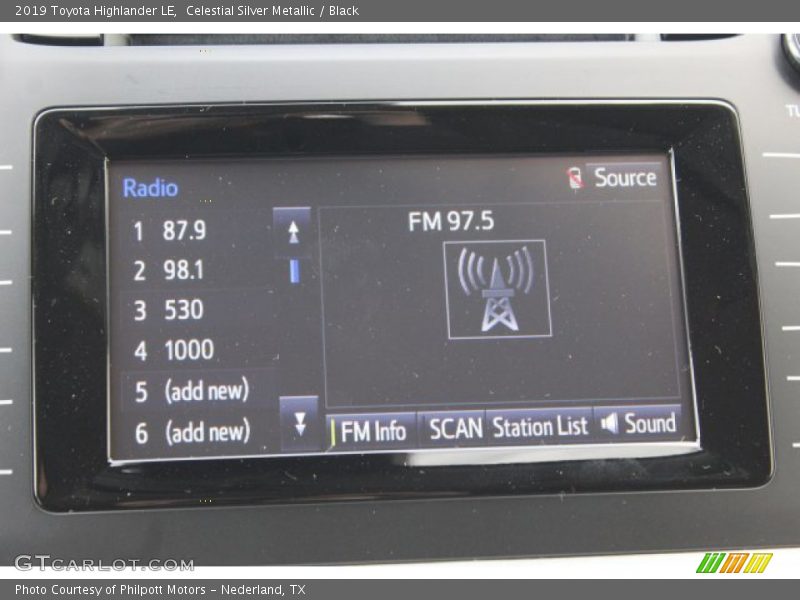 2019 Toyota Highlander LE,  Celestial Silver Metallic / Black
TU
Radio
Source
1 87.9
FM 97.5
2 98.1
3 530
4 1000
5 (add new)
6 (add new)
FM Info
SCAN
Station List
Sound
GTCARLOT.COM
Photo Courtesy of Philpott Motors – Nederland, TX